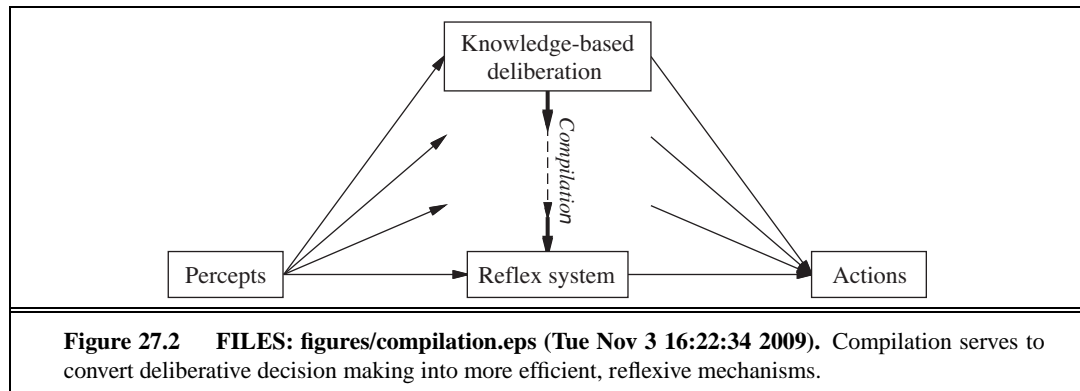 Knowledge-based
deliberation
Compilation
Percepts
Reflex system
Actions
Figure 27.2 FILES: figures/compilation.eps (Tue Nov 3 16:22:34 2009). Compilation serves to
convert deliberative decision making into more efficient, reflexive mechanisms.